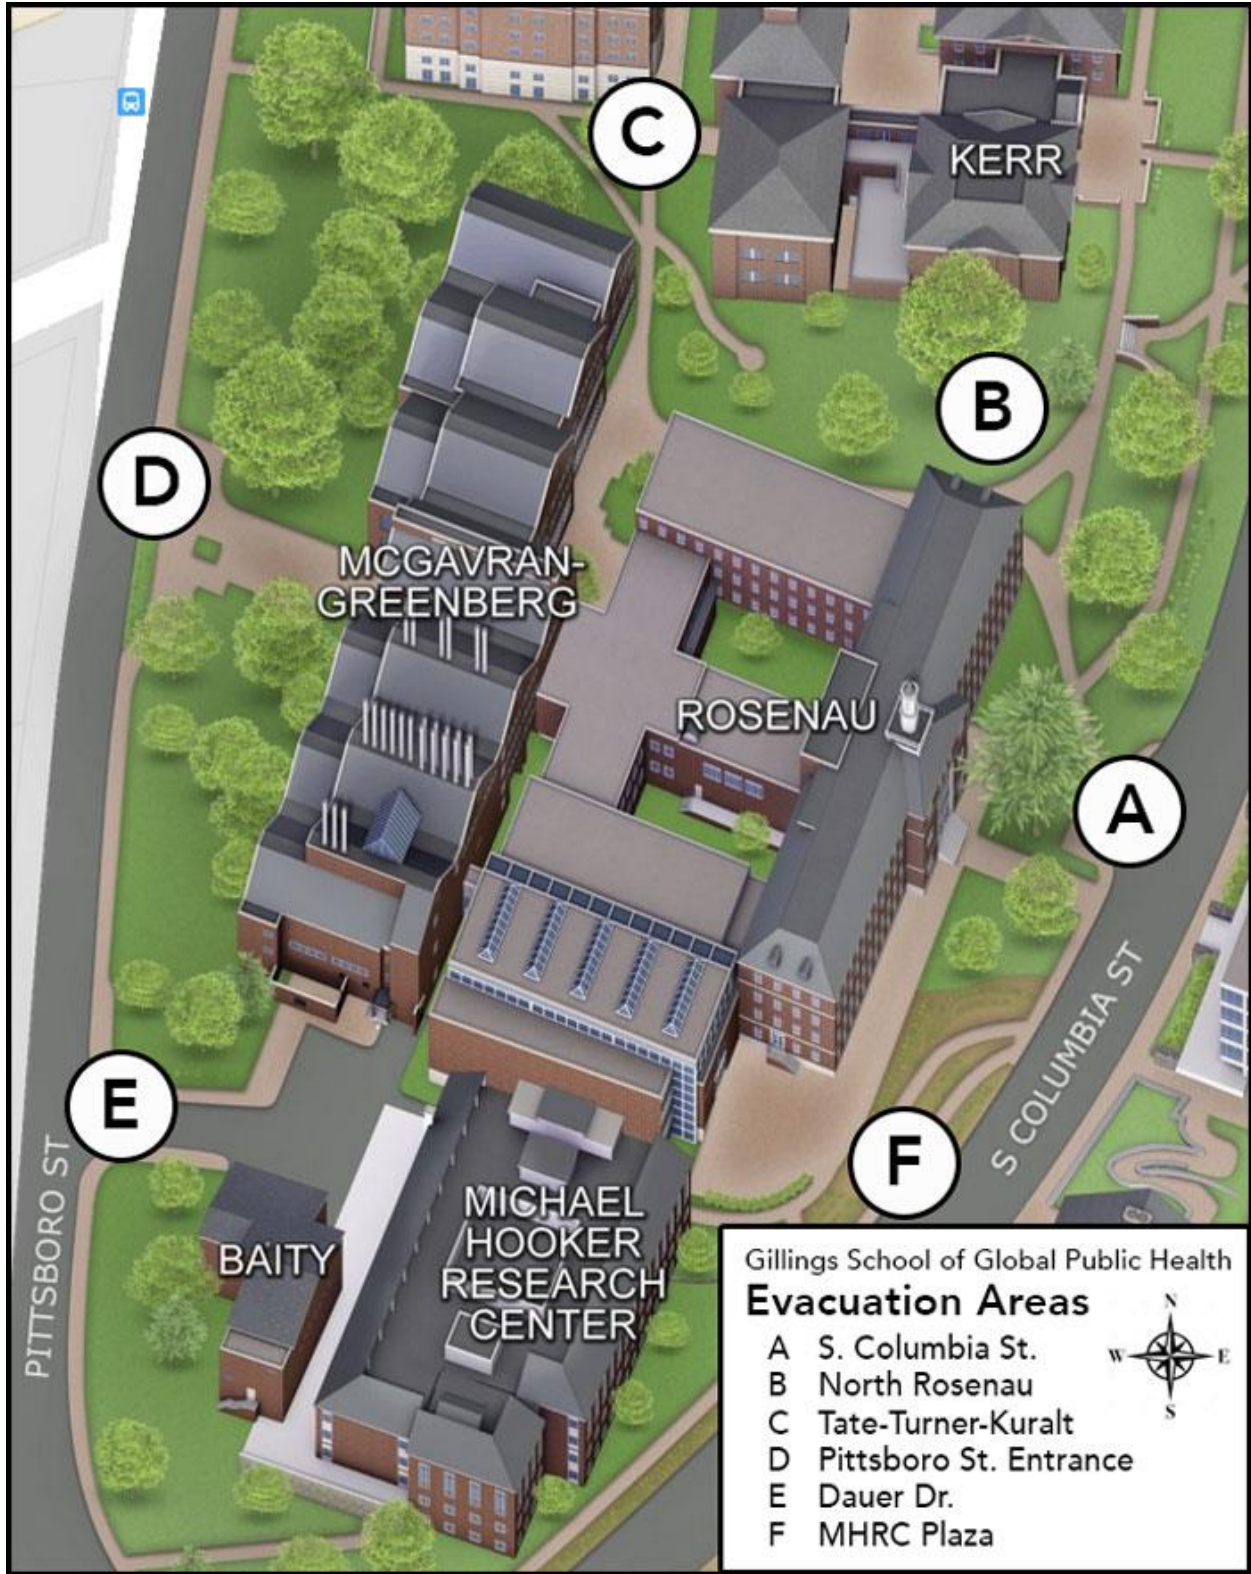 C
KERR
B
D
MCGAVRAN-
GREENBERG
ROSENAU
A
S COLUMBIA ST
E
F
PITTSBORO ST
BAITY
MICHAEL
HOOKER
RESEARCH
CENTER
Gillings School of Global Public Health
Evacuation Areas
N
W E
S
A S. Columbia St.
B North Rosenau
C Tate-Turner-Kuralt
D Pittsboro St. Entrance
E Dauer Dr.
F MHRC Plaza